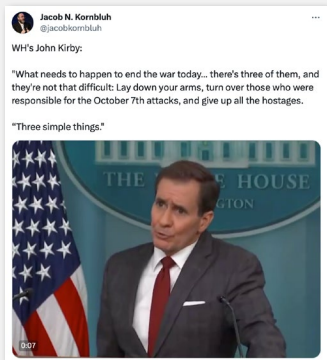 Jacob N. Kornbluh
@jacobkornbluh
WH's John Kirby:
"What needs to happen to end the war today... there's three of them, and
they're not that difficult: Lay down your arms, turn over those who were
responsible for the October 7th attacks, and give up all the hostages.
"Three simple things."
THE HOUSE
GTON
0:07